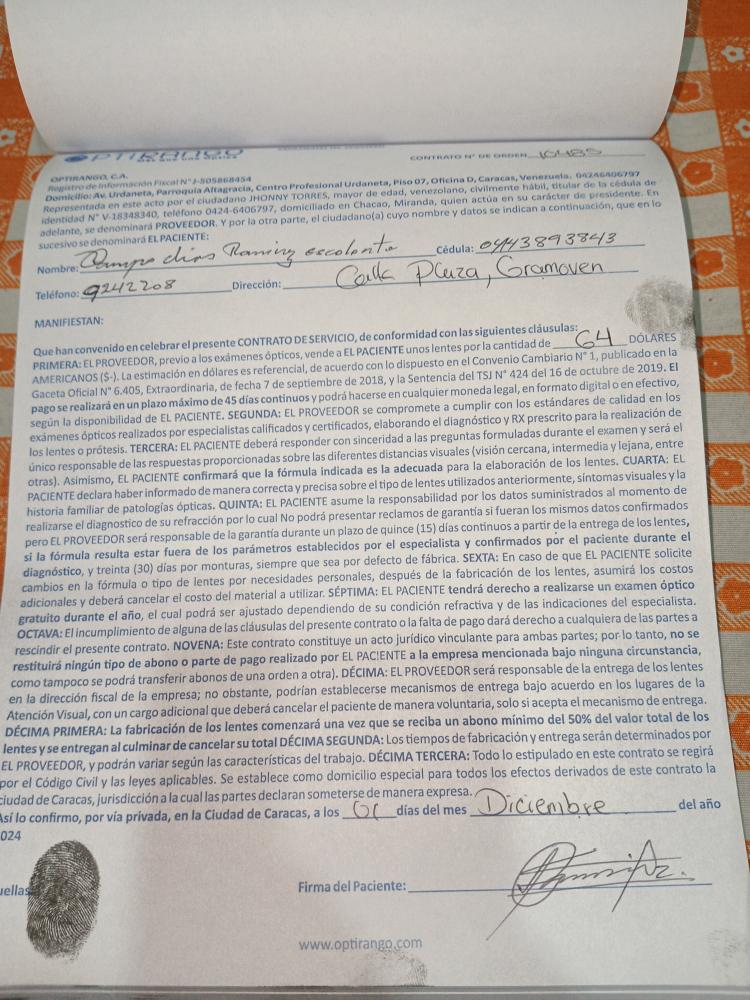 OPTIRANGO
CONTRATO N° DE ORDEN 10485
OPTIRANGO, C.A.
Registro de Información Fiscal N° J-505868454
Domicilio: Av. Urdaneta, Parroquia Altagracia, Centro Profesional Urdaneta, Piso 07, Oficina D, Caracas, Venezuela. 04246406797
Representada en este acto por el ciudadano JHONNY TORRES, mayor de edad, venezolano, civilmente hábil, titular de la cédula de
identidad N° V-18348340, teléfono 0424-6406797, domiciliado en Chacao, Miranda, quien actúa en su carácter de presidente. En
adelante, se denominará PROVEEDOR. Y por la otra parte, el ciudadano(a) cuyo nombre y datos se indican a continuación, que en lo
sucesivo se denominará EL PACIENTE:
Nombre: Ramirez escalante Cédula: 04143893843
Teléfono: 9242208 Dirección: Calle Plaza, Gramoven
MANIFIESTAN:
Que han convenido en celebrar el presente CONTRATO DE SERVICIO, de conformidad con las siguientes cláusulas:
PRIMERA: EL PROVEEDOR, previo a los exámenes ópticos, vende a EL PACIENTE unos lentes por la cantidad de 64 DÓLARES
AMERICANOS ($-). La estimación en dólares es referencial, de acuerdo con lo dispuesto en el Convenio Cambiario N° 1, publicado en la
Gaceta Oficial N° 6.405, Extraordinaria, de fecha 7 de septiembre de 2018, y la Sentencia del TSJ N° 424 del 16 de octubre de 2019. El
pago se realizará en un plazo máximo de 45 días continuos y podrá hacerse en cualquier moneda legal, en formato digital o en efectivo,
según la disponibilidad de EL PACIENTE. SEGUNDA: EL PROVEEDOR se compromete a cumplir con los estándares de calidad en los
exámenes ópticos realizados por especialistas calificados y certificados, elaborando el diagnóstico y RX prescrito para la realización de
los lentes o prótesis. TERCERA: EL PACIENTE deberá responder con sinceridad a las preguntas formuladas durante el examen y será el
único responsable de las respuestas proporcionadas sobre las diferentes distancias visuales (visión cercana, intermedia y lejana, entre
otras). Asimismo, EL PACIENTE confirmará que la fórmula indicada es la adecuada para la elaboración de los lentes. CUARTA: EL
PACIENTE declara haber informado de manera correcta y precisa sobre el tipo de lentes utilizados anteriormente, síntomas visuales y la
historia familiar de patologías ópticas. QUINTA: EL PACIENTE asume la responsabilidad por los datos suministrados al momento de
realizarse el diagnostico de su refracción por lo cual No podrá presentar reclamos de garantía si fueran los mismos datos confirmados
pero EL PROVEEDOR será responsable de la garantía durante un plazo de quince (15) días continuos a partir de la entrega de los lentes,
si la fórmula resulta estar fuera de los parámetros establecidos por el especialista y confirmados por el paciente durante el
diagnóstico, y treinta (30) días por monturas, siempre que sea por defecto de fábrica. SEXTA: En caso de que EL PACIENTE solicite
cambios en la fórmula o tipo de lentes por necesidades personales, después de la fabricación de los lentes, asumirá los costos
adicionales y deberá cancelar el costo del material a utilizar. SÉPTIMA: EL PACIENTE tendrá derecho a realizarse un examen óptico
gratuito durante el año, el cual podrá ser ajustado dependiendo de su condición refractiva y de las indicaciones del especialista.
OCTAVA: El incumplimiento de alguna de las cláusulas del presente contrato o la falta de pago dará derecho a cualquiera de las partes a
rescindir el presente contrato. NOVENA: Este contrato constituye un acto jurídico vinculante para ambas partes; por lo tanto, no se
restituirá ningún tipo de abono o parte de pago realizado por EL PACIENTE a la empresa mencionada bajo ninguna circunstancia,
como tampoco se podrá transferir abonos de una orden a otra). DÉCIMA: EL PROVEEDOR será responsable de la entrega de los lentes
en la dirección fiscal de la empresa; no obstante, podrían establecerse mecanismos de entrega bajo acuerdo en los lugares de la
Atención Visual, con un cargo adicional que deberá cancelar el paciente de manera voluntaria, solo si acepta el mecanismo de entrega.
DÉCIMA PRIMERA: La fabricación de los lentes comenzará una vez que se reciba un abono mínimo del 50% del valor total de los
lentes y se entregan al culminar de cancelar su total DÉCIMA SEGUNDA: Los tiempos de fabricación y entrega serán determinados por
EL PROVEEDOR, y podrán variar según las características del trabajo. DÉCIMA TERCERA: Todo lo estipulado en este contrato se regirá
por el Código Civil y las leyes aplicables. Se establece como domicilio especial para todos los efectos derivados de este contrato la
ciudad de Caracas, jurisdicción a la cual las partes declaran someterse de manera expresa.
Así lo confirmo, por vía privada, en la Ciudad de Caracas, a los días del mes Diciembre del año
024
uellas
Firma del Paciente:
www.optirango.com